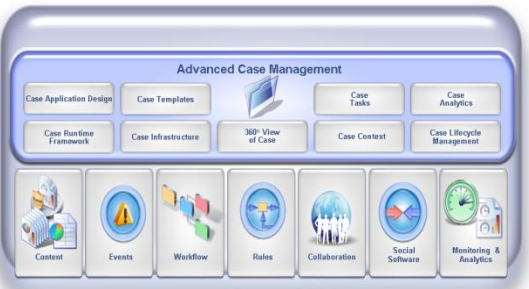 Advanced Case Management
Case Application Design
Case Templates
Case
Tasks
Case
Analytics
Case Runtime
Framework
Case Infrastructure
360° View
of Case
Case Context
Case Lifecycle
Management
Content
Events
Workflow
Rules
Collaboration
Social
Software
Monitoring &
Analytics